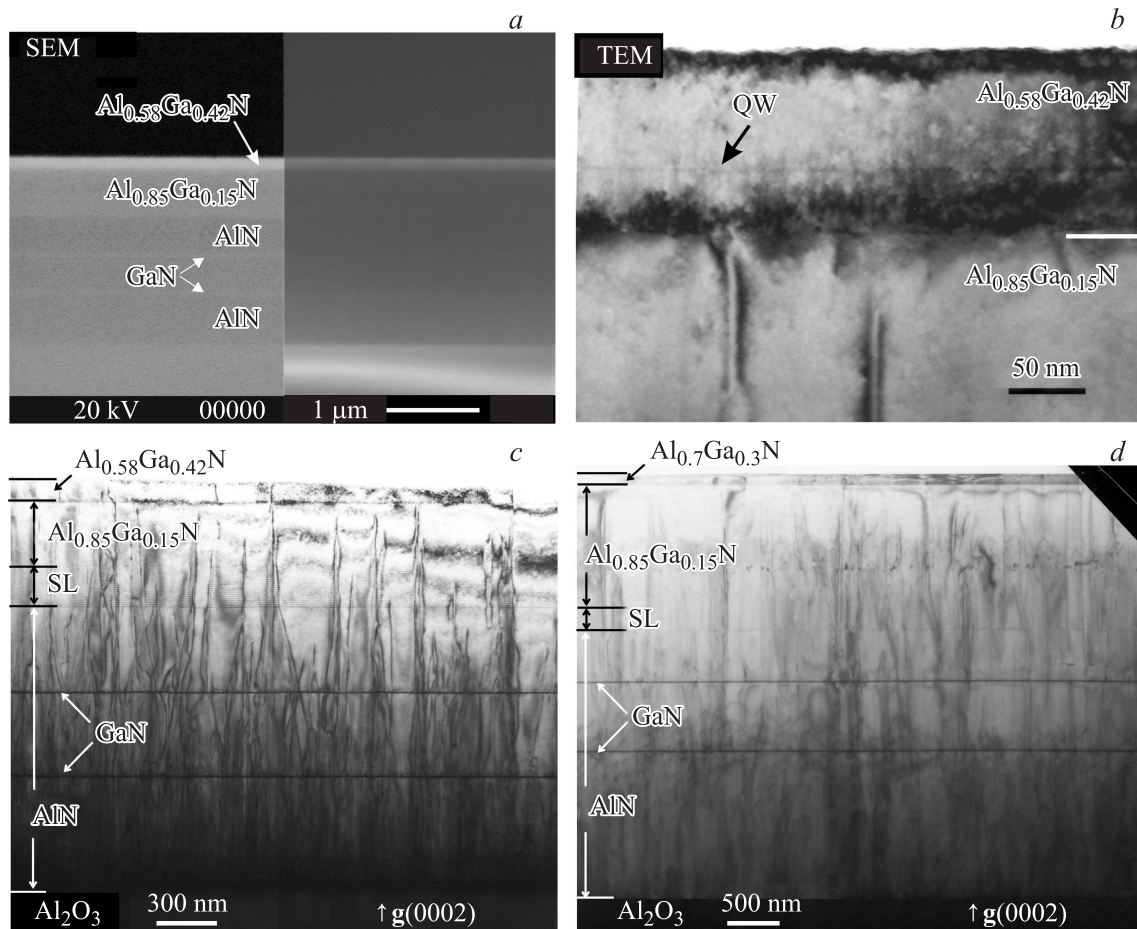 a
SEM
Al0.58Ga0.42N
Al0.85Ga0.15N
AlN
GaN
AlN
20 kV 00000 1 μm
b
TEM
Al0.58Ga0.42N
QW
Al0.85Ga0.15N
50 nm
c
Al0.58Ga0.42N
Al0.85Ga0.15N
SL
GaN
AlN
Al2O3 300 nm ↑g(0002)
d
Al0.7Ga0.3N
Al0.85Ga0.15N
SL
GaN
AlN
Al2O3 500 nm ↑g(0002)